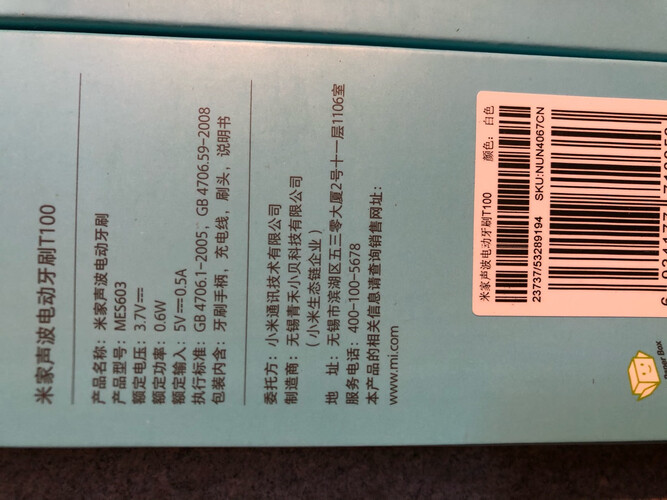 米家声波电动牙刷T100
产品名称：米家声波电动牙刷
产品型号：MES603
额定电压：3.7V⎓
额定功率：0.6W
额定输入：5V⎓0.5A
执行标准：GB 4706.1-2005，GB 4706.59-2008
包装内含：牙刷手柄，充电线，刷头，说明书
委托方：小米通讯技术有限公司
制造商：无锡青禾小贝科技有限公司
（小米生态链企业）
地 址：无锡市滨湖区五三零大厦2号十一层1106室
服务电话：400-100-5678
本产品的相关信息请查询销售网址：
www.mi.com
米家声波电动牙刷T100 颜色：白色
23737/53289194 SKU:NUN4067CN
Box